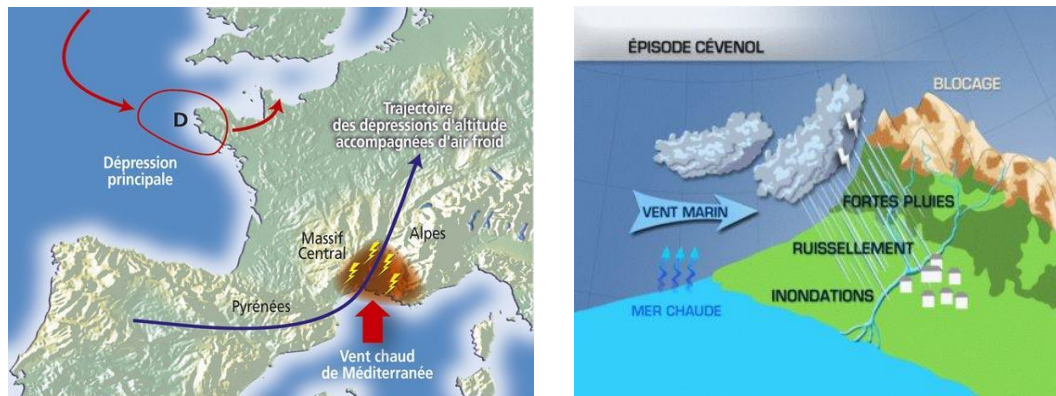 Trajectoire
des dépressions d'altitude
accompagnées d'air froid
D
Dépression
principale
Massif
Central
Alpes
Pyrénées
Vent chaud
de Méditerranée
ÉPISODE CÉVENOL
BLOCAGE
VENT MARIN
FORTES PLUIES
RUISSELLEMENT
INONDATIONS
MER CHAUDE